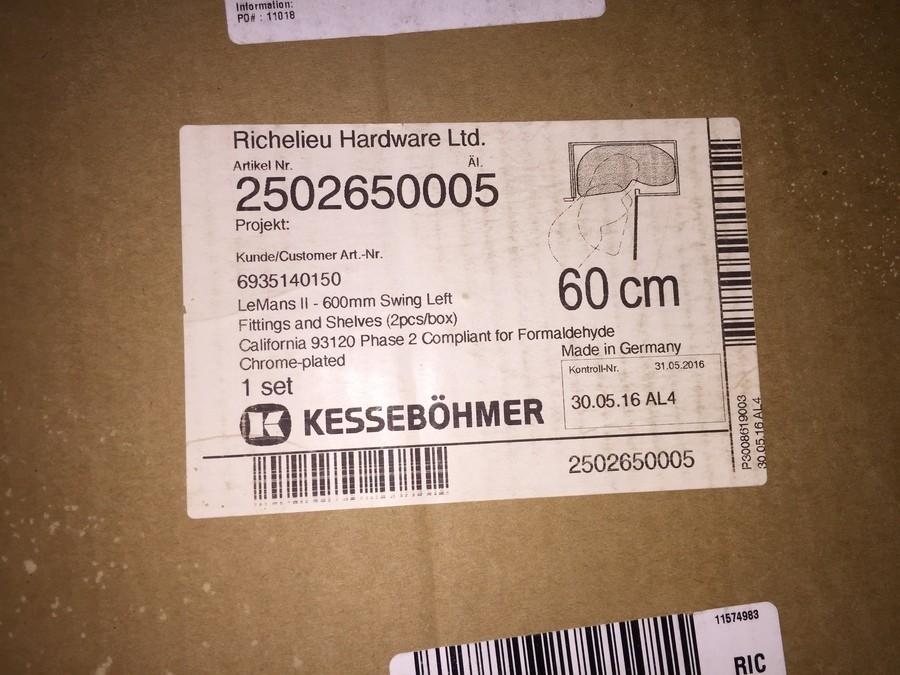 Information:
PO# : 11018
Richelieu Hardware Ltd.
Artikel Nr. Äl.
2502650005
Projekt:
Kunde/Customer Art.-Nr.
6935140150
LeMans II - 600mm Swing Left
Fittings and Shelves (2pcs/box)
California 93120 Phase 2 Compliant for Formaldehyde
Chrome-plated
1 set
KESSEBÖHMER
60 cm
Made in Germany
Kontroll-Nr. 31.05.2016
30.05.16 AL4
2502650005
P3008619003
30.05.16 AL4
11574983
RIC